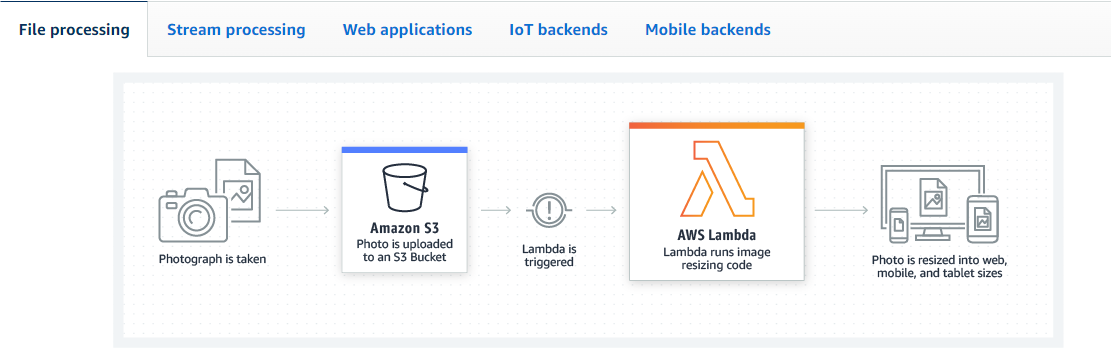 File processing
Stream processing
Web applications
IoT backends
Mobile backends
Photograph is taken
Amazon S3
Photo is uploaded
to an S3 Bucket
Lambda is
triggered
AWS Lambda
Lambda runs image
resizing code
Photo is resized into web,
mobile, and tablet sizes